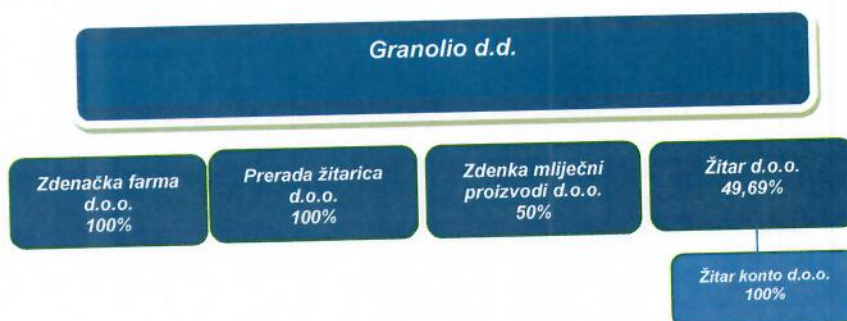 Granolio d.d.
Zdenačka farma
d.o.o.
100%
Prerada žitarica
d.o.o.
100%
Zdenka mliječni
proizvodi d.o.o.
50%
Žitar d.o.o.
49,69%
Žitar konto d.o.o.
100%